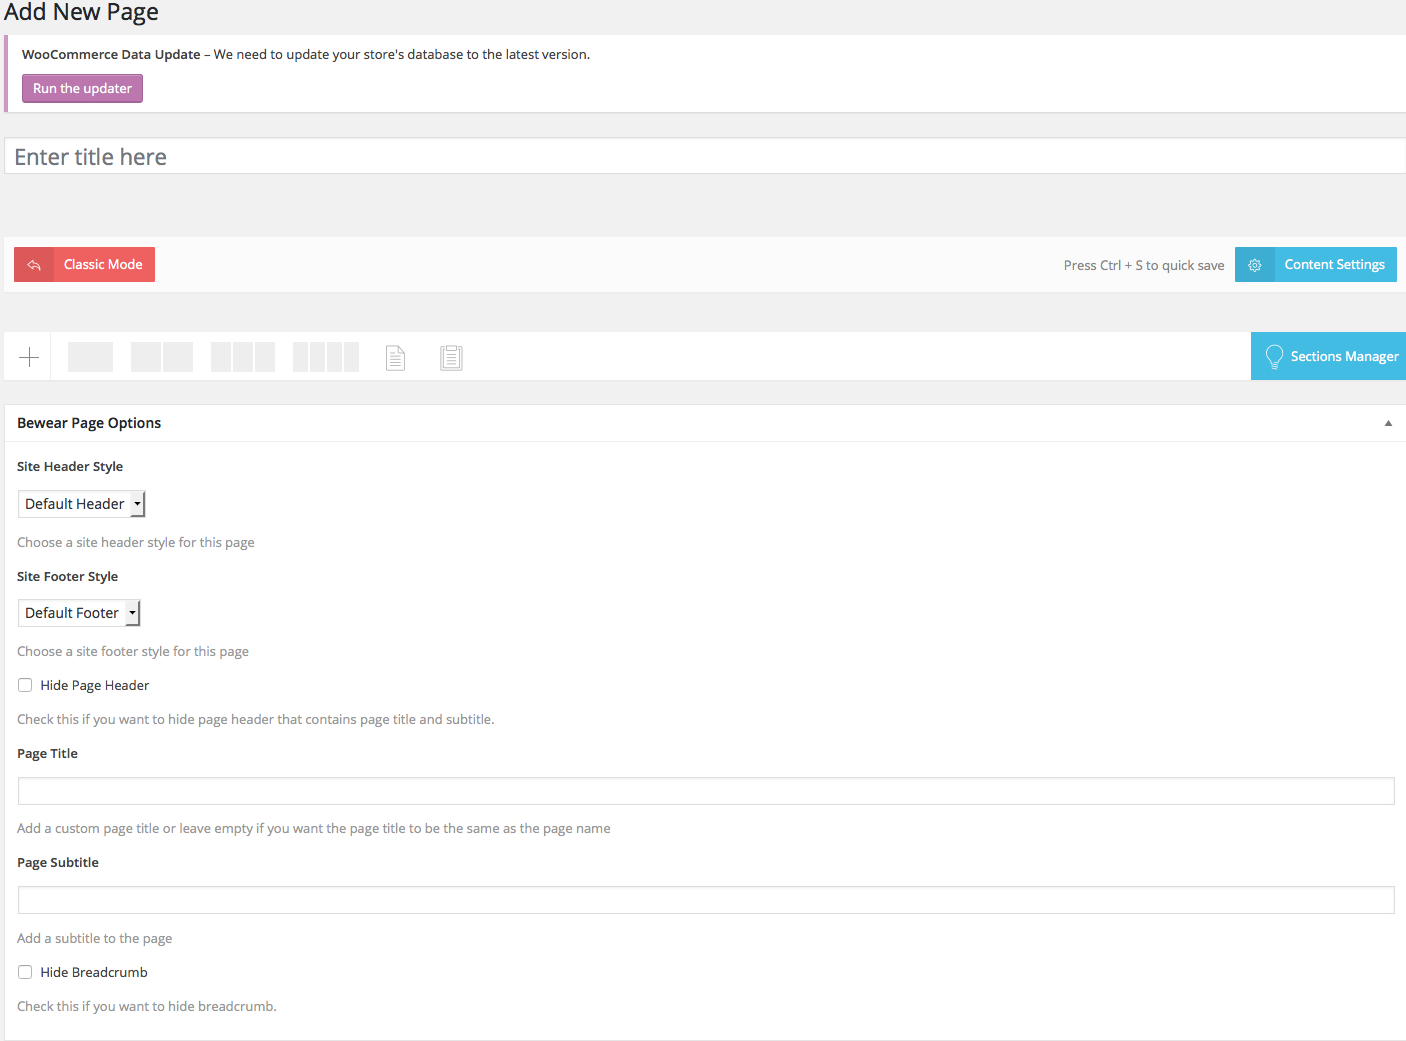 Add New Page
WooCommerce Data Update – We need to update your store's database to the latest version.
Run the updater
Enter title here
Classic Mode
Press Ctrl + S to quick save
Content Settings
Sections Manager
Bewear Page Options
Site Header Style
Default Header
Choose a site header style for this page
Site Footer Style
Default Footer
Choose a site footer style for this page
Hide Page Header
Check this if you want to hide page header that contains page title and subtitle.
Page Title
Add a custom page title or leave empty if you want the page title to be the same as the page name
Page Subtitle
Add a subtitle to the page
Hide Breadcrumb
Check this if you want to hide breadcrumb.